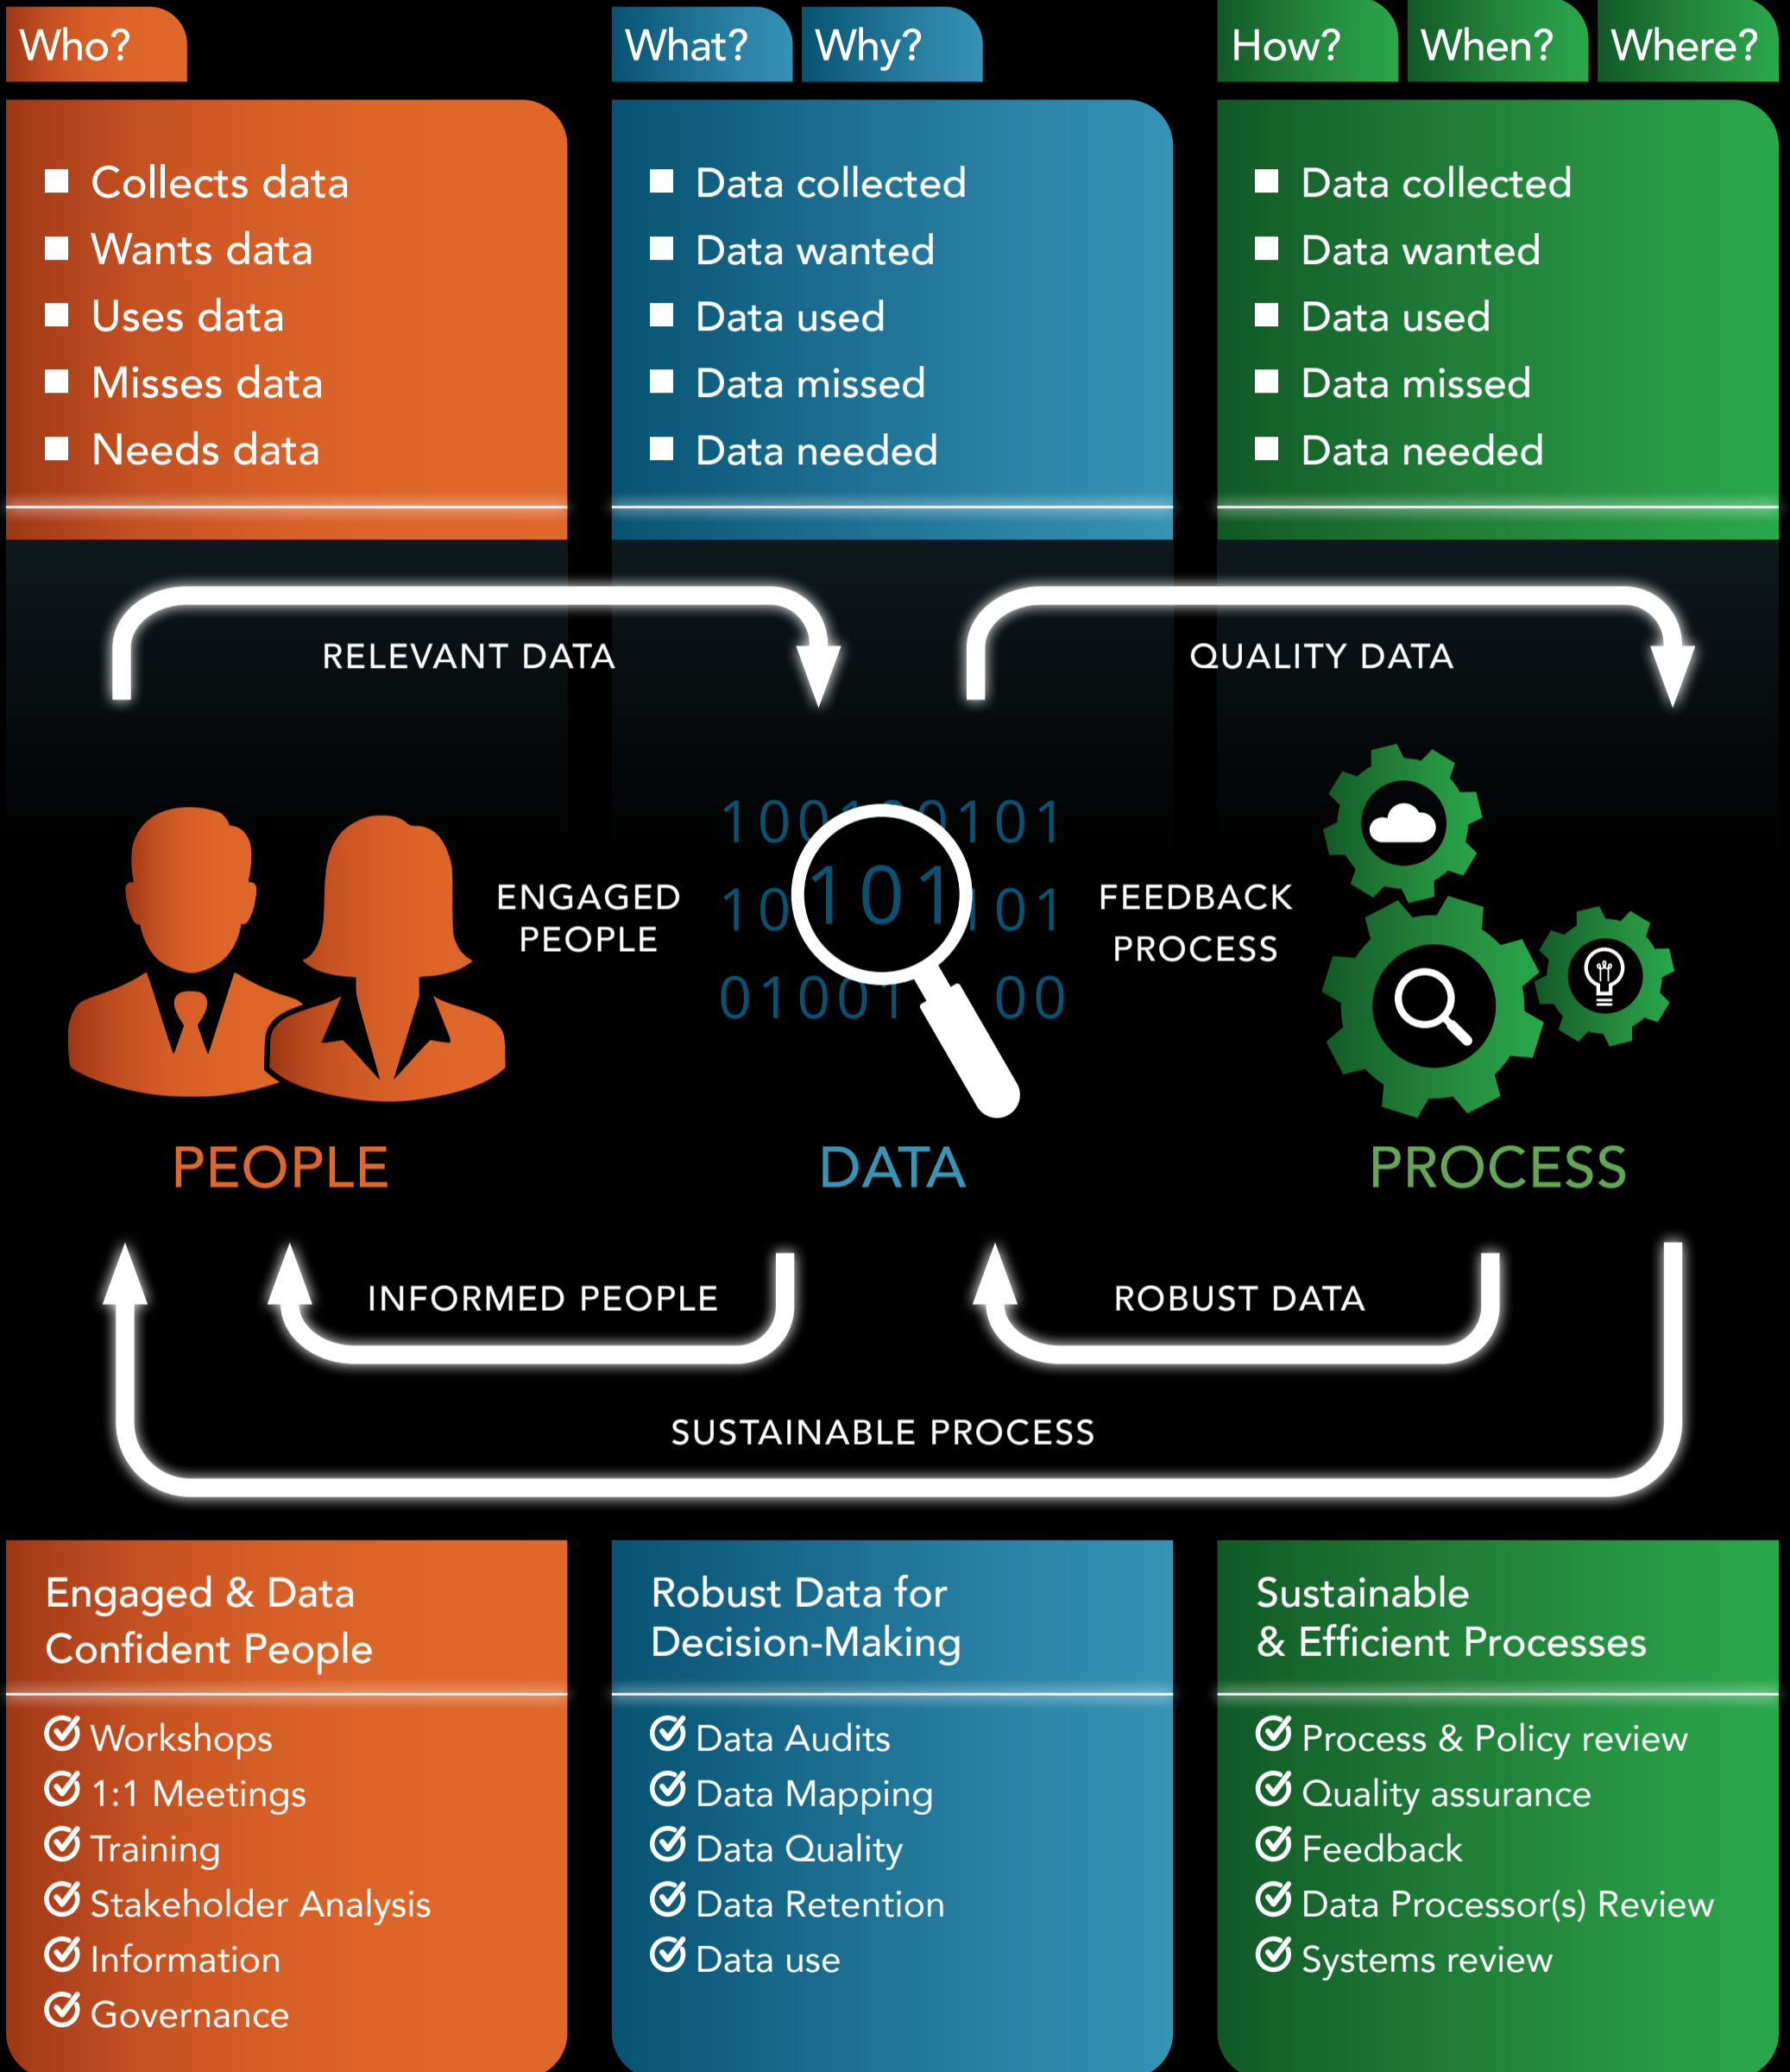 Who?
What?
Why?
How?
When?
Where?
Collects data
Wants data
Uses data
Misses data
Needs data
Data collected
Data wanted
Data used
Data missed
Data needed
Data collected
Data wanted
Data used
Data missed
Data needed
RELEVANT DATA
QUALITY DATA
ENGAGED
PEOPLE
101
FEEDBACK
PROCESS
PEOPLE
DATA
PROCESS
INFORMED PEOPLE
ROBUST DATA
SUSTAINABLE PROCESS
Engaged & Data
Confident People
Workshops
1:1 Meetings
Training
Stakeholder Analysis
Information
Governance
Robust Data for
Decision-Making
Data Audits
Data Mapping
Data Quality
Data Retention
Data use
Sustainable
& Efficient Processes
Process & Policy review
Quality assurance
Feedback
Data Processor(s) Review
Systems review